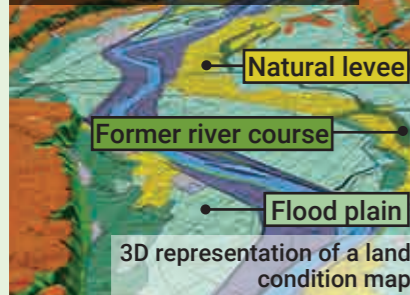 Natural levee
Former river course
Flood plain
3D representation of a land
condition map